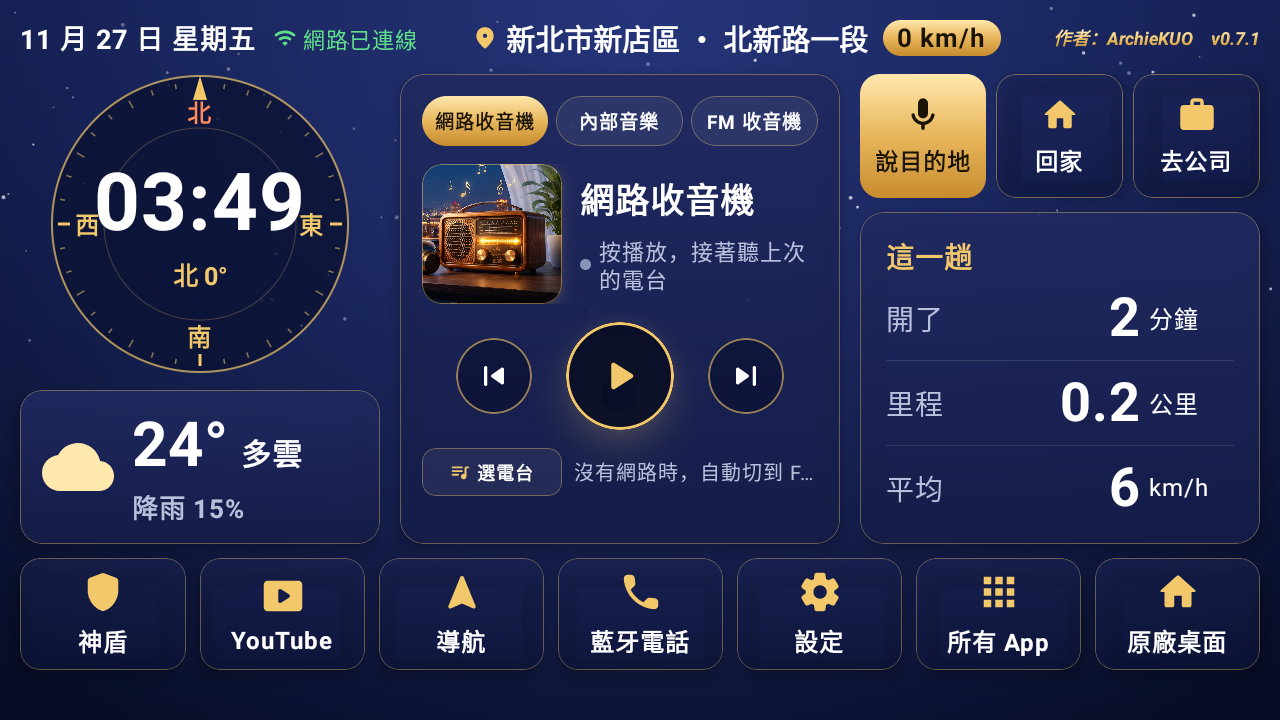 11 月 27 日 星期五
網路已連線
新北市新店區 • 北新路一段
0 km/h
作者：ArchieKUO v0.7.1
北
03:49
西
東
北 0°
南
24° 多雲
降雨 15%
網路收音機
內部音樂
FM 收音機
網路收音機
按播放，接著聽上次
的電台
選電台
沒有網路時，自動切到 F...
說目的地
回家
去公司
這一趟
開了 2 分鐘
里程 0.2 公里
平均 6 km/h
神盾
YouTube
導航
藍牙電話
設定
所有 App
原廠桌面